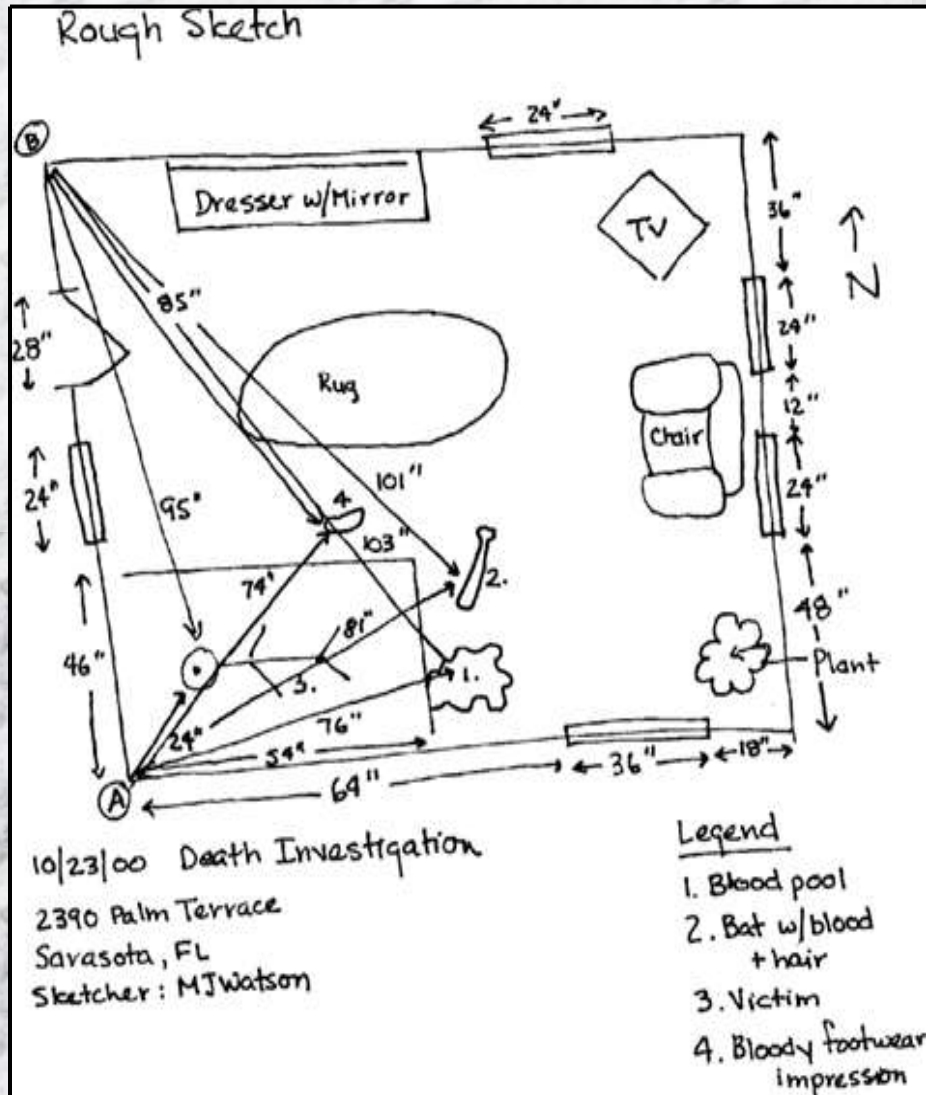 Rough Sketch
B
24"
Dresser w/Mirror
TV
36"
N
85"
28"
24"
Rug
12"
Chair
24"
101"
24"
95"
4.
103"
2.
74"
48"
81"
46"
Plant
3.
1.
24"
76"
54"
64"
36"
18"
A
10/23/00 Death Investigation
2390 Palm Terrace
Sarasota, FL
Sketcher: MJWatson
Legend
1. Blood pool
2. Bat w/blood
+ hair
3. Victim
4. Bloody footwear
impression